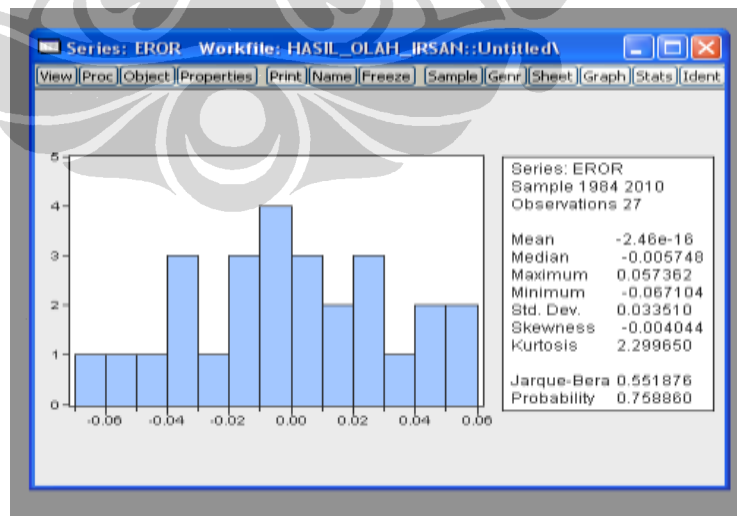 Series: EROR Workfile: HASIL_OLAH_IRSAN::Untitled\
View Proc Object Properties Print Name Freeze Sample Genr Sheet Graph Stats Ident
5
4
3
2
1
0
-0.06 -0.04 -0.02 0.00 0.02 0.04 0.06
Series: EROR
Sample 1984 2010
Observations 27
Mean -2.46e-16
Median -0.005748
Maximum 0.057362
Minimum -0.067104
Std. Dev. 0.033510
Skewness -0.004044
Kurtosis 2.299650
Jarque-Bera 0.551876
Probability 0.758860